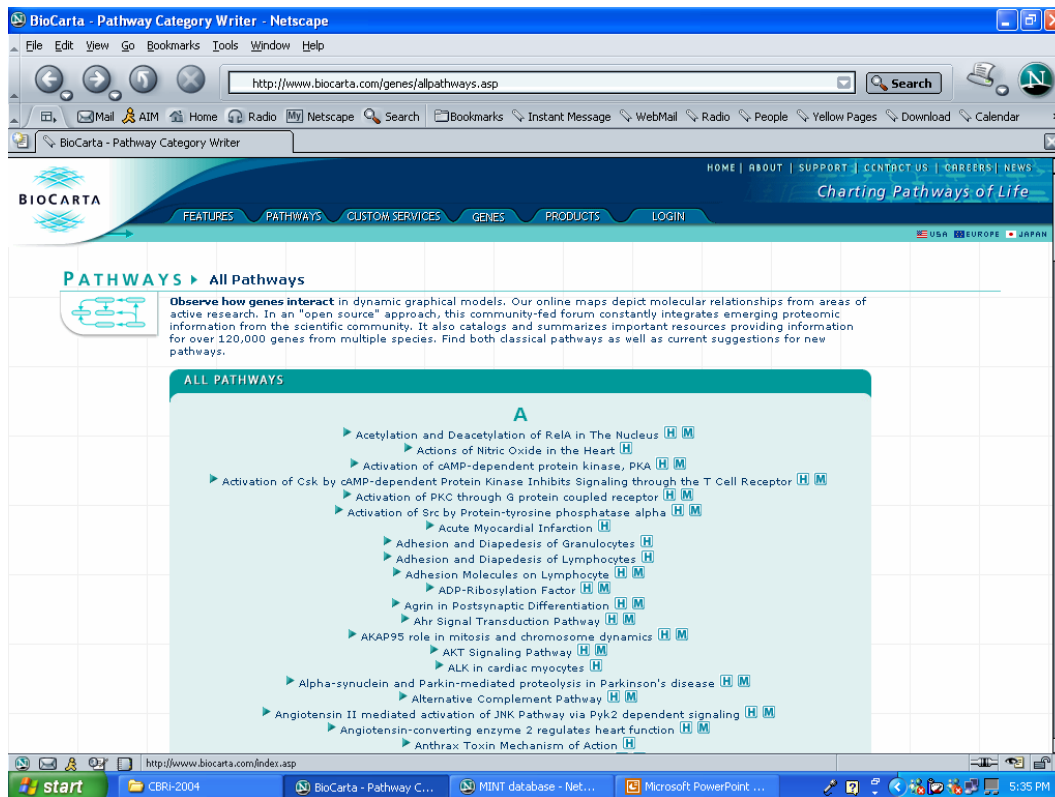 BioCarta - Pathway Category Writer - Netscape
File Edit View Go Bookmarks Tools Window Help
http://www.biocarta.com/genes/allpathways.asp Search
Mail AIM Home Radio My Netscape Search Bookmarks Instant Message WebMail Radio People Yellow Pages Download Calendar
BioCarta - Pathway Category Writer
HOME | ABOUT | SUPPORT | CONTACT US | CAREERS | NEWS
BIOCARTA
Charting Pathways of Life
FEATURES PATHWAYS CUSTOM SERVICES GENES PRODUCTS LOGIN
USA EUROPE JAPAN
PATHWAYS All Pathways
Observe how genes interact in dynamic graphical models. Our online maps depict molecular relationships from areas of
active research. In an "open source" approach, this community-fed forum constantly integrates emerging proteomic
information from the scientific community. It also catalogs and summarizes important resources providing information
for over 120,000 genes from multiple species. Find both classical pathways as well as current suggestions for new
pathways.
ALL PATHWAYS
A
Acetylation and Deacetylation of RelA in The Nucleus H M
Actions of Nitric Oxide in the Heart H
Activation of cAMP-dependent protein kinase, PKA H M
Activation of Csk by cAMP-dependent Protein Kinase Inhibits Signaling through the T Cell Receptor H M
Activation of PKC through G protein coupled receptor H M
Activation of Src by Protein-tyrosine phosphatase alpha H M
Acute Myocardial Infarction H
Adhesion and Diapedesis of Granulocytes H
Adhesion and Diapedesis of Lymphocytes H
Adhesion Molecules on Lymphocyte H M
ADP-Ribosylation Factor H M
Agrin in Postsynaptic Differentiation H M
Ahr Signal Transduction Pathway H M
AKAP95 role in mitosis and chromosome dynamics H M
AKT Signaling Pathway H M
ALK in cardiac myocytes H
Alpha-synuclein and Parkin-mediated proteolysis in Parkinson's disease H M
Alternative Complement Pathway H M
Angiotensin II mediated activation of JNK Pathway via Pyk2 dependent signaling H M
Angiotensin-converting enzyme 2 regulates heart function H M
Anthrax Toxin Mechanism of Action H
http://www.biocarta.com/index.asp
start CBRi-2004 BioCarta - Pathway C... MINT database - Net... Microsoft PowerPoint ... 5:35 PM